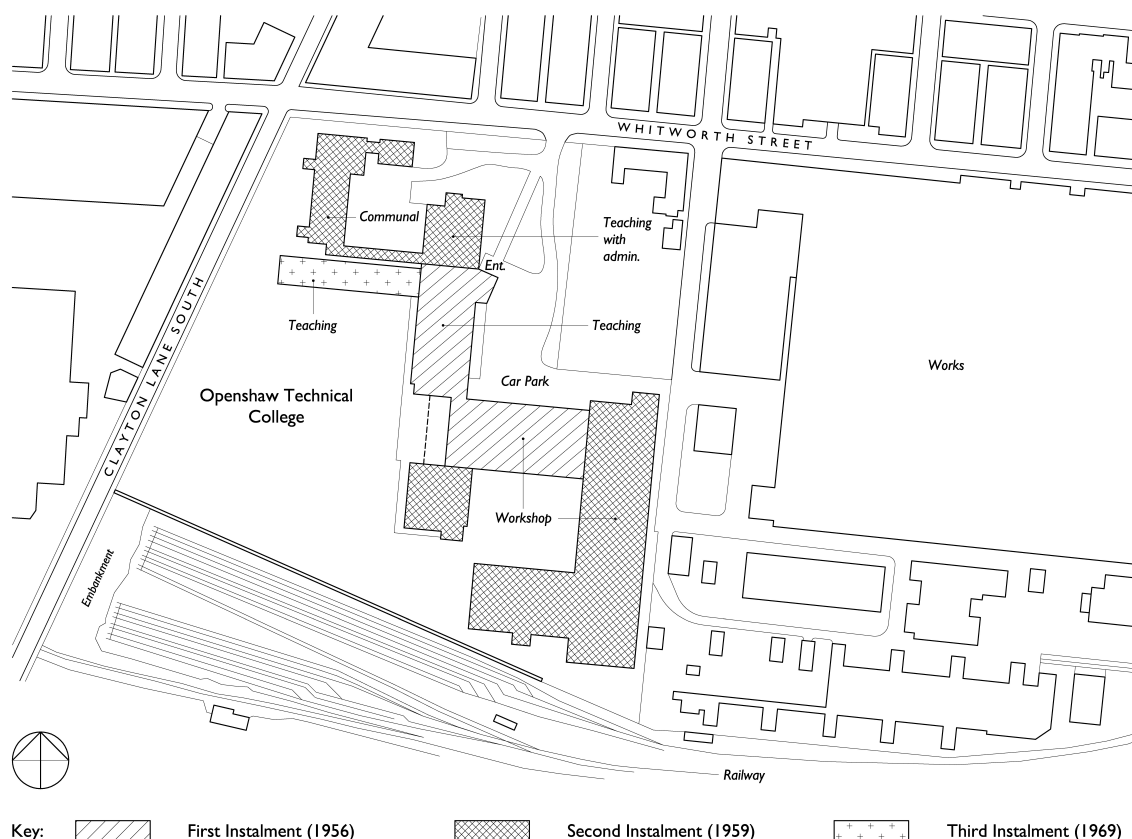 WHITWORTH STREET
Communal
Teaching
with
admin.
Ent.
Teaching
Teaching
Works
Car Park
Openshaw Technical
College
CLAYTON LANE SOUTH
Workshop
Embankment
Railway
Key:
First Instalment (1956)
Second Instalment (1959)
Third Instalment (1969)